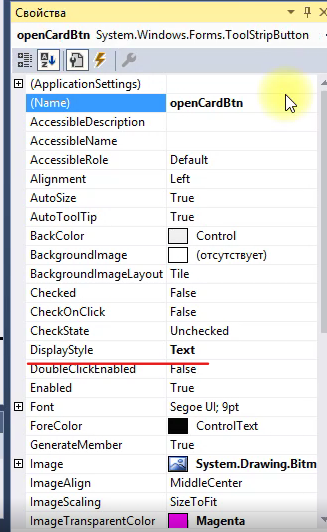 Свойства
openCardBtn System.Windows.Forms.ToolStripButton
(ApplicationSettings)
(Name) openCardBtn
AccessibleDescription
AccessibleName
AccessibleRole Default
Alignment Left
AutoSize True
AutoToolTip True
BackColor Control
BackgroundImage (отсутствует)
BackgroundImageLayout Tile
Checked False
CheckOnClick False
CheckState Unchecked
DisplayStyle Text
DoubleClickEnabled False
Enabled True
Font Segoe UI; 9pt
ForeColor ControlText
GenerateMember True
Image System.Drawing.Bitm
ImageAlign MiddleCenter
ImageScaling SizeToFit
ImageTransparentColor Magenta